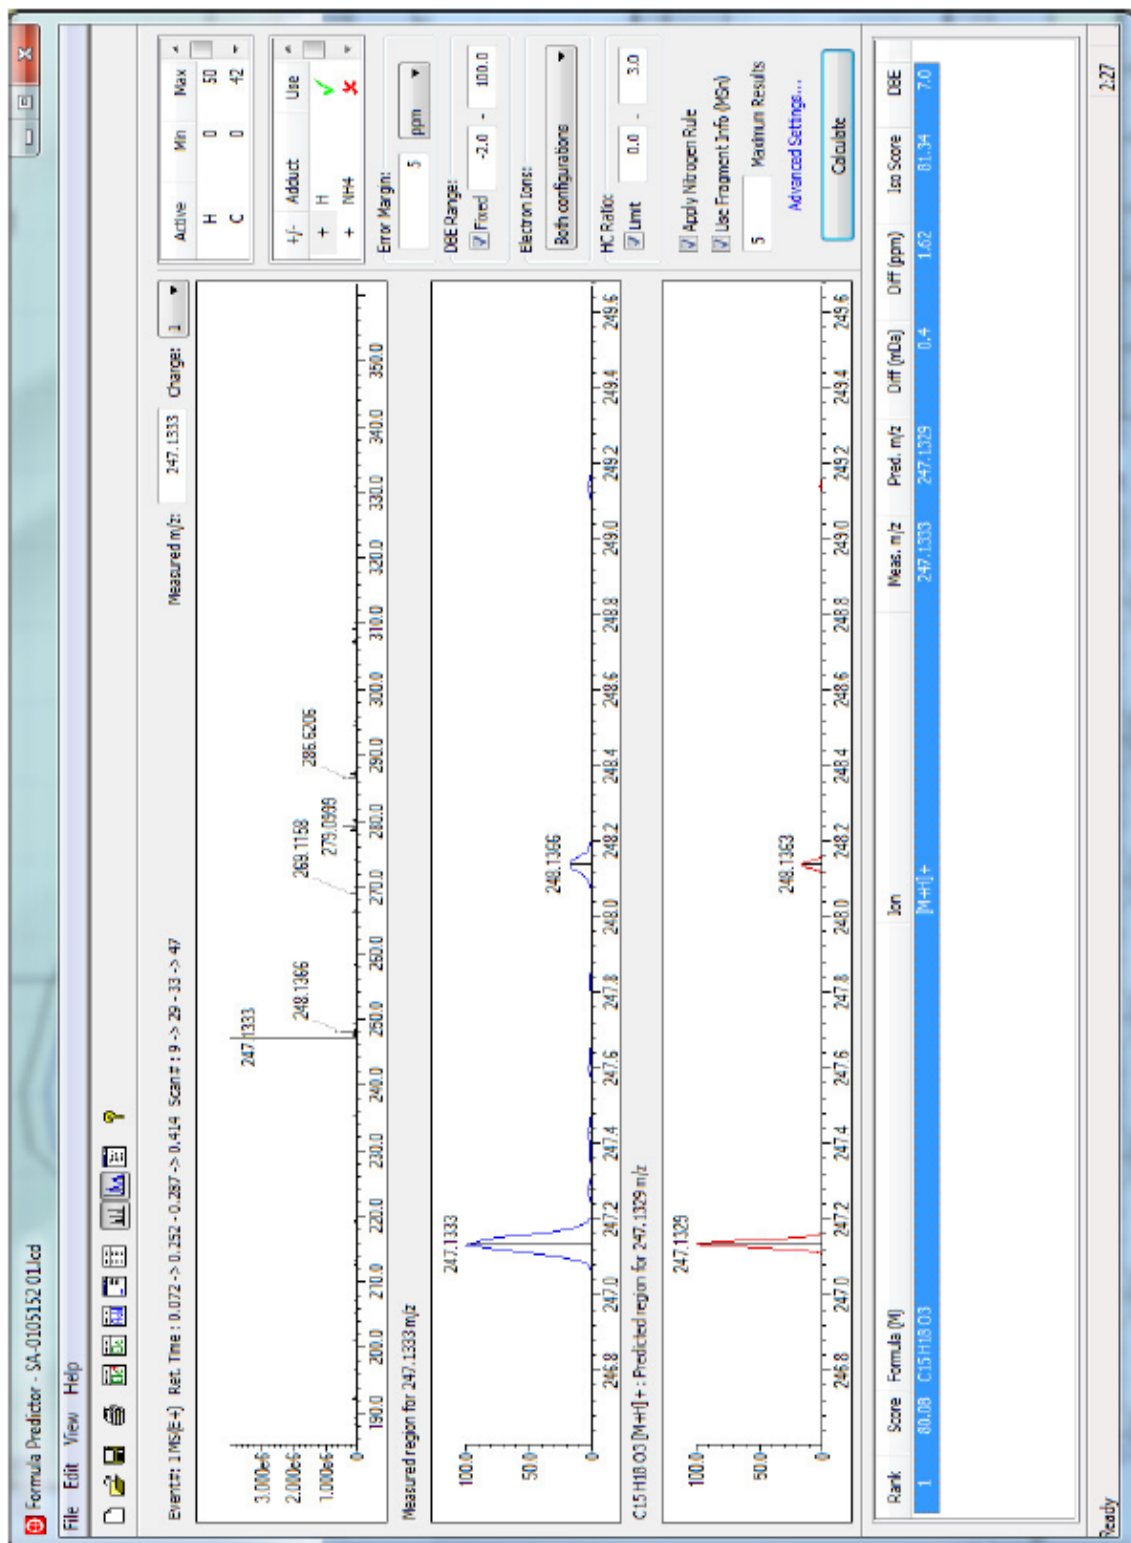 Formula Predictor - SA-0105152 01.lcd
File Edit View Help
Event#: 1 MS(E+) Ret. Time : 0.072 -> 0.252 - 0.287 -> 0.414 Scan# : 9 -> 29 - 33 -> 47
Measured m/z: 247.1333 Charge: 1
3.000e6
2.000e6
1.000e6
0
247.1333
248.1366
269.1158
279.0999
286.6206
190.0 200.0 210.0 220.0 230.0 240.0 250.0 260.0 270.0 280.0 290.0 300.0 310.0 320.0 330.0 340.0 350.0
Measured region for 247.1333 m/z
100.0
50.0
0
247.1333
248.1366
246.8 247.0 247.2 247.4 247.6 247.8 248.0 248.2 248.4 248.6 248.8 249.0 249.2 249.4 249.6
C15 H18 O3 [M+H]+ : Predicted region for 247.1329 m/z
100.0
50.0
0
247.1329
248.1363
246.8 247.0 247.2 247.4 247.6 247.8 248.0 248.2 248.4 248.6 248.8 249.0 249.2 249.4 249.6
Active Min Max
H 0 50
C 0 42
+/- Adduct Use
+ H
+ NH4
Error Margin:
5 ppm
DBE Range:
Fixed -2.0 - 100.0
Electron Ions:
Both configurations
HC Ratio:
Limit 0.0 - 3.0
Apply Nitrogen Rule
Use Fragment Info (MSn)
5 Maximum Results
Advanced Settings...
Calculate
Rank Score Formula (M) Ion Meas. m/z Pred. m/z Diff (mDa) Diff (ppm) Iso Score DBE
1 80.08 C15 H18 O3 [M+H]+ 247.1333 247.1329 0.4 1.62 81.34 7.0
Ready 2:27